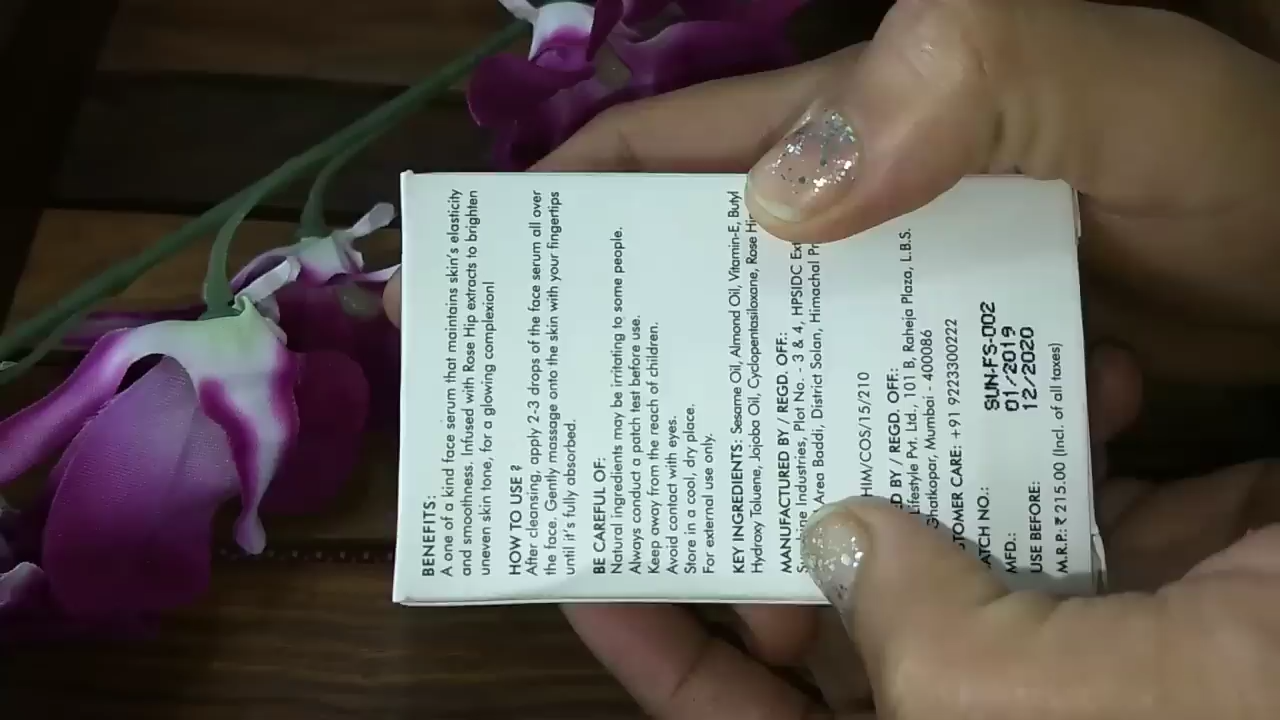 BENEFITS:
A one of a kind face serum that maintains skin's elasticity
and smoothness. Infused with Rose Hip extracts to brighten
uneven skin tone, for a glowing complexion!
HOW TO USE ?
After cleansing, apply 2-3 drops of the face serum all over
the face. Gently massage onto the skin with your fingertips
until it's fully absorbed.
BE CAREFUL OF:
Natural ingredients may be irritating to some people.
Always conduct a patch test before use.
Keep away from the reach of children.
Avoid contact with eyes.
Store in a cool, dry place.
For external use only.
KEY INGREDIENTS: Sesame Oil, Almond Oil, Vitamin-E, Butyl
Hydroxy Toluene, Jojoba Oil, Cyclopentasiloxane, Rose Hip
MANUFACTURED BY / REGD. OFF.:
Industries, Plot No. - 3 & 4, HPSIDC
Area Baddi, District Solan, Himachal
HIM/COS/15/210
BY / REGD. OFF:
Lifestyle Pvt. Ltd., 101 B, Raheja Plaza, L.B.S.
Ghatkopar, Mumbai - 400086
CARE: +91 9223300222
NO.: SUN-FS-002
MFD.: 01/2019
USE BEFORE: 12/2020
M.R.P.: ₹ 215.00 (Incl. of all taxes)